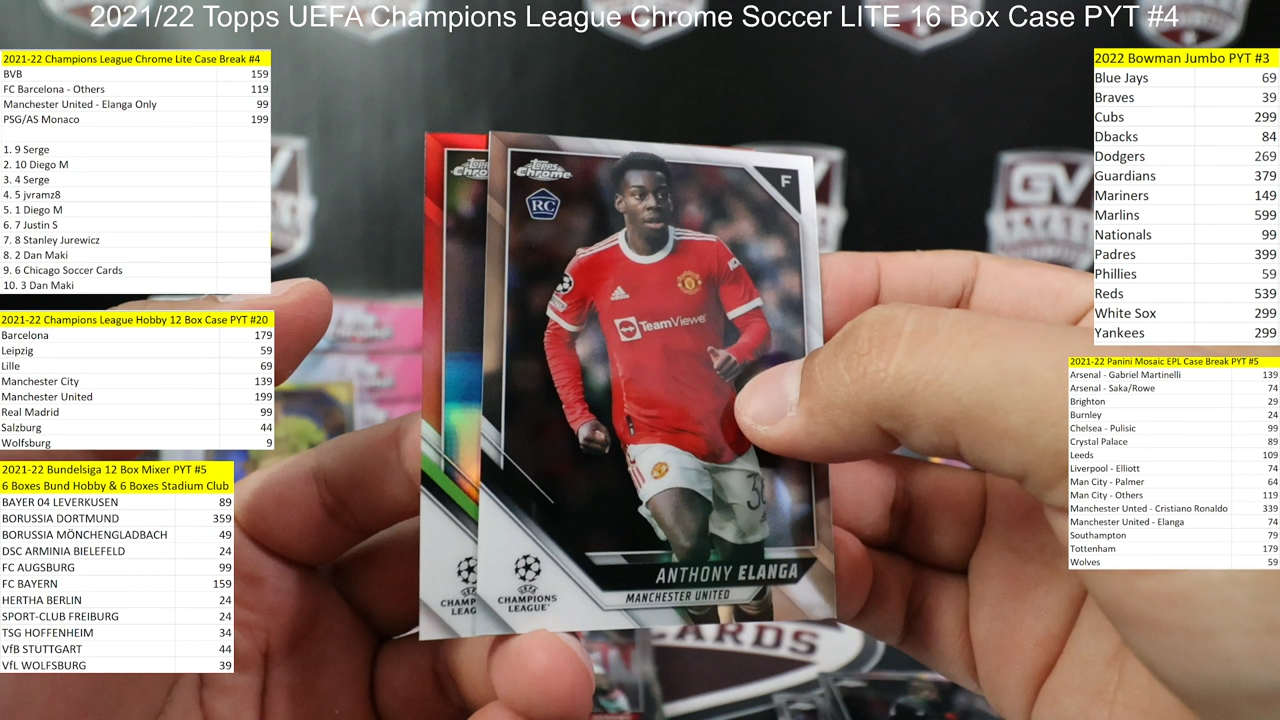 2021/22 Topps UEFA Champions League Chrome Soccer LITE 16 Box Case PYT #4
2021-22 Champions League Chrome Lite Case Break #4
BVB 159
FC Barcelona - Others 119
Manchester United - Elanga Only 99
PSG/AS Monaco 199
1. 9 Serge
2. 10 Diego M
3. 4 Serge
4. 5 jvramz8
5. 1 Diego M
6. 7 Justin S
7. 8 Stanley Jurewicz
8. 2 Dan Maki
9. 6 Chicago Soccer Cards
10. 3 Dan Maki
2021-22 Champions League Hobby 12 Box Case PYT #20
Barcelona 179
Leipzig 59
Lille 69
Manchester City 139
Manchester United 199
Real Madrid 99
Salzburg 44
Wolfsburg 9
2021-22 Bundelsiga 12 Box Mixer PYT #5
6 Boxes Bund Hobby & 6 Boxes Stadium Club
BAYER 04 LEVERKUSEN 89
BORUSSIA DORTMUND 359
BORUSSIA MÖNCHENGLADBACH 49
DSC ARMINIA BIELEFELD 24
FC AUGSBURG 99
FC BAYERN 159
HERTHA BERLIN 24
SPORT-CLUB FREIBURG 24
TSG HOFFENHEIM 34
VfB STUTTGART 44
VfL WOLFSBURG 39
Topps Chrome
F
RC
TeamViewer
ANTHONY ELANGA
MANCHESTER UNITED
CHAMPIONS
LEAGUE
GV
CARDS
2022 Bowman Jumbo PYT #3
Blue Jays 69
Braves 39
Cubs 299
Dbacks 84
Dodgers 269
Guardians 379
Mariners 149
Marlins 599
Nationals 99
Padres 399
Phillies 59
Reds 539
White Sox 299
Yankees 299
2021-22 Panini Mosaic EPL Case Break PYT #5
Arsenal - Gabriel Martinelli 139
Arsenal - Saka/Rowe 74
Brighton 29
Burnley 24
Chelsea - Pulisic 99
Crystal Palace 89
Leeds 109
Liverpool - Elliott 74
Man City - Palmer 64
Man City - Others 119
Manchester Unted - Cristiano Ronaldo 339
Manchester United - Elanga 74
Southampton 79
Tottenham 179
Wolves 59